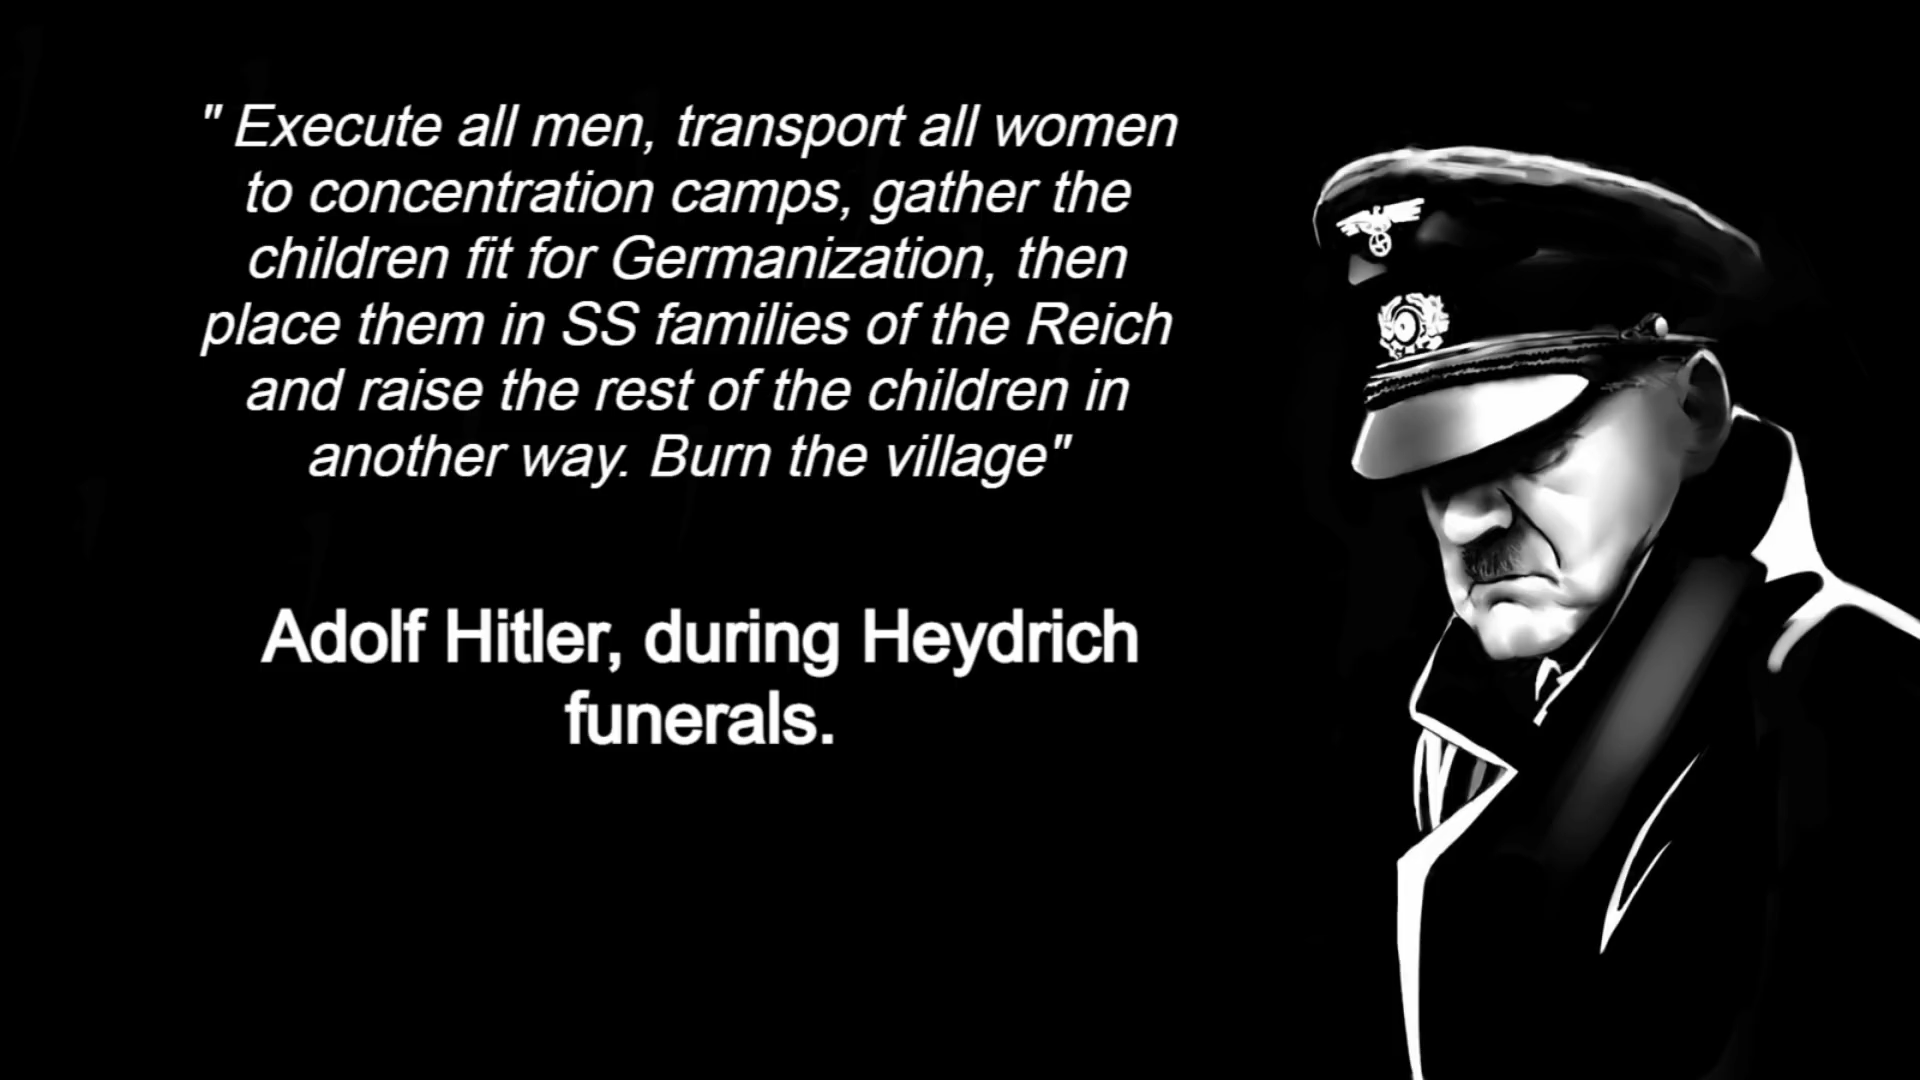 " Execute all men, transport all women
to concentration camps, gather the
children fit for Germanization, then
place them in SS families of the Reich
and raise the rest of the children in
another way. Burn the village"
Adolf Hitler, during Heydrich
funerals.